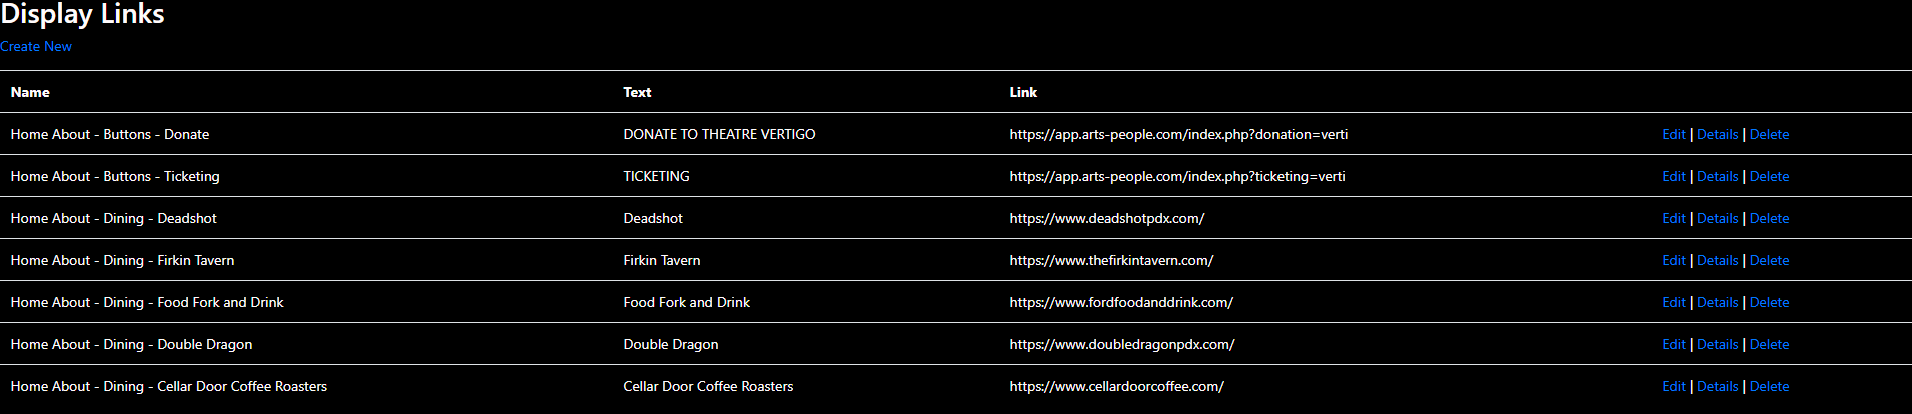 Display Links
Create New
Name Text Link
Home About - Buttons - Donate DONATE TO THEATRE VERTIGO https://app.arts-people.com/index.php?donation=verti Edit | Details | Delete
Home About - Buttons - Ticketing TICKETING https://app.arts-people.com/index.php?ticketing=verti Edit | Details | Delete
Home About - Dining - Deadshot Deadshot https://www.deadshotpdx.com/ Edit | Details | Delete
Home About - Dining - Firkin Tavern Firkin Tavern https://www.thefirkintavern.com/ Edit | Details | Delete
Home About - Dining - Food Fork and Drink Food Fork and Drink https://www.fordfoodanddrink.com/ Edit | Details | Delete
Home About - Dining - Double Dragon Double Dragon https://www.doubledragonpdx.com/ Edit | Details | Delete
Home About - Dining - Cellar Door Coffee Roasters Cellar Door Coffee Roasters https://www.cellardoorcoffee.com/ Edit | Details | Delete